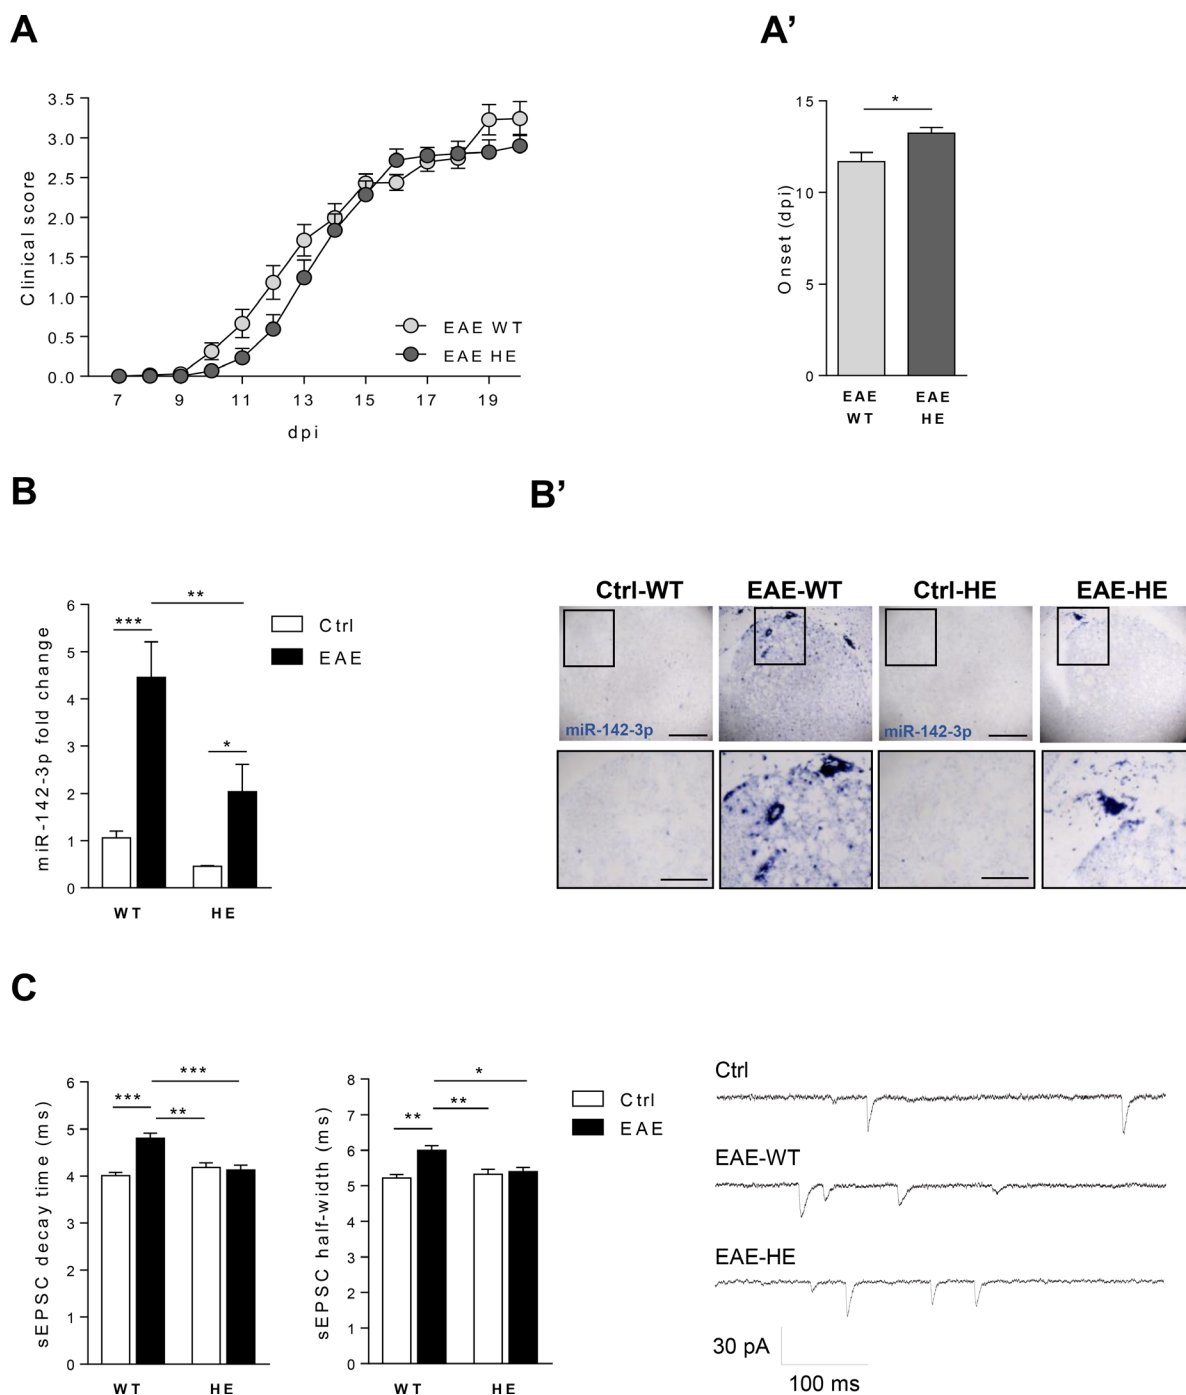 A
A'
3.5
3.0
2.5
2.0
1.5
1.0
0.5
0.0
Clinical score
EAE WT
EAE HE
7 9 11 13 15 17 19
dpi
*
15
10
5
0
Onset (dpi)
EAE WT
EAE HE
B
B'
6
5
4
3
2
1
0
miR-142-3p fold change
***
**
*
Ctrl
EAE
WT HE
Ctrl-WT EAE-WT Ctrl-HE EAE-HE
miR-142-3p
miR-142-3p
C
6
5
4
3
2
1
0
sEPSC decay time (ms)
***
***
**
WT HE
8
7
6
5
4
3
2
1
0
sEPSC half-width (ms)
*
**
**
WT HE
Ctrl
EAE
Ctrl
EAE-WT
EAE-HE
30 pA
100 ms